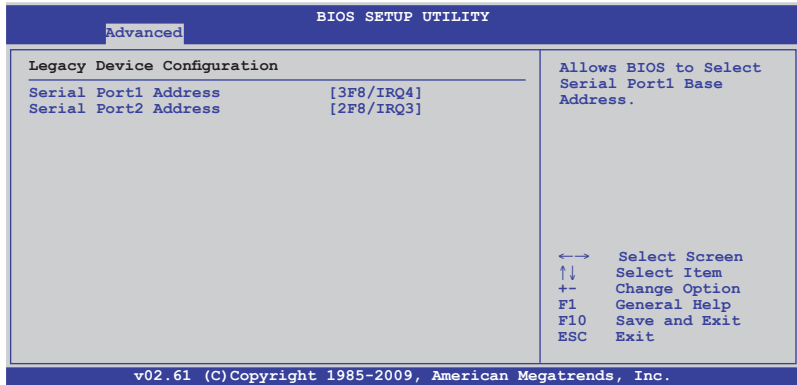 BIOS SETUP UTILITY
Advanced
Legacy Device Configuration
Serial Port1 Address [3F8/IRQ4]
Serial Port2 Address [2F8/IRQ3]
Allows BIOS to Select
Serial Port1 Base
Address.
←→ Select Screen
↑↓ Select Item
+- Change Option
F1 General Help
F10 Save and Exit
ESC Exit
v02.61 (C)Copyright 1985-2009, American Megatrends, Inc.